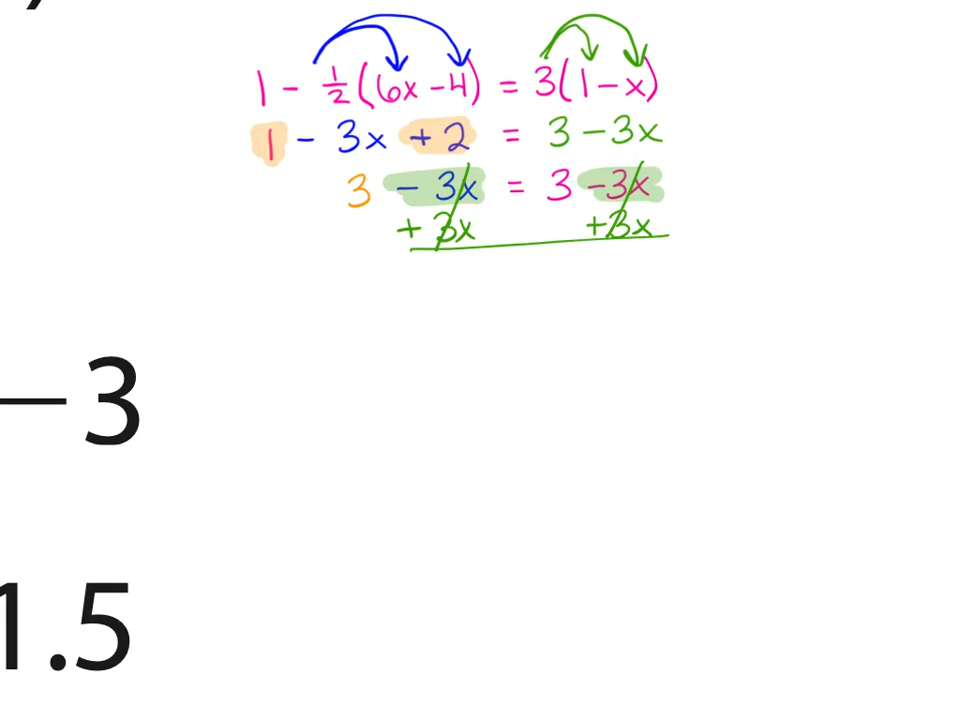 1 - 1/2 (6x - 4) = 3(1 - x)
1 - 3x + 2 = 3 - 3x
3 - 3x = 3 - 3x
+ 3x +3x
- 3
1.5